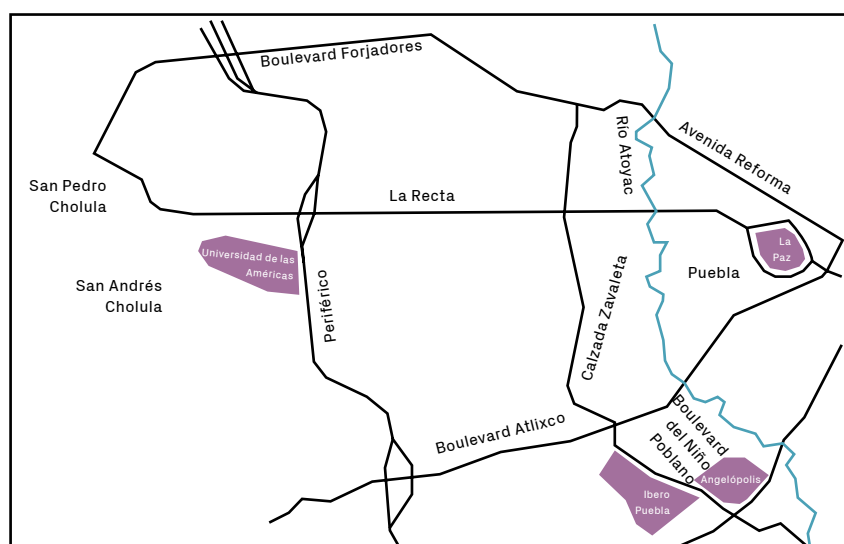 Boulevard Forjadores
Avenida Reforma
Río Atoyac
San Pedro
Cholula
La Recta
La
Paz
Universidad de las
Américas
Puebla
San Andrés
Cholula
Periférico
Calzada Zavaleta
Boulevard Atlixco
Boulevard
del Niño
Poblano
Angelópolis
Ibero
Puebla